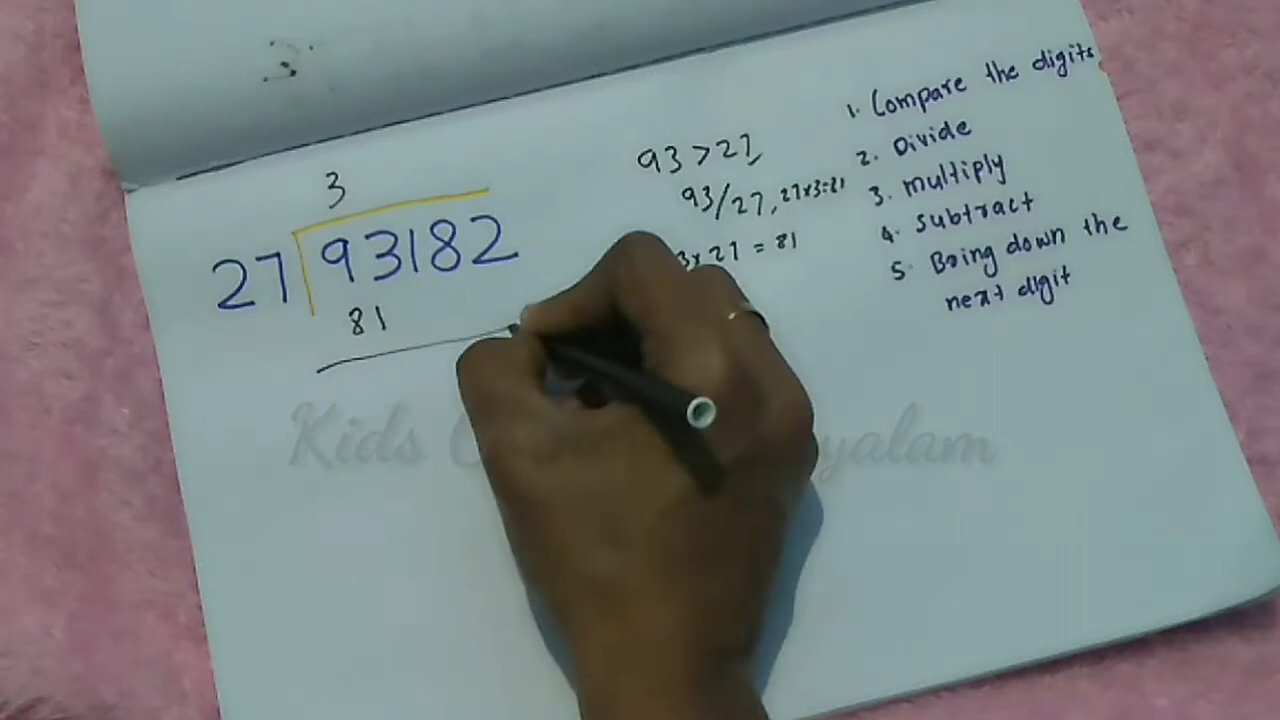 3
27 93182
81
93 > 27
93/27, 27x3=81
3x27 = 81
1. Compare the digits
2. Divide
3. multiply
4. subtract
5. Bring down the
next digit
Kids